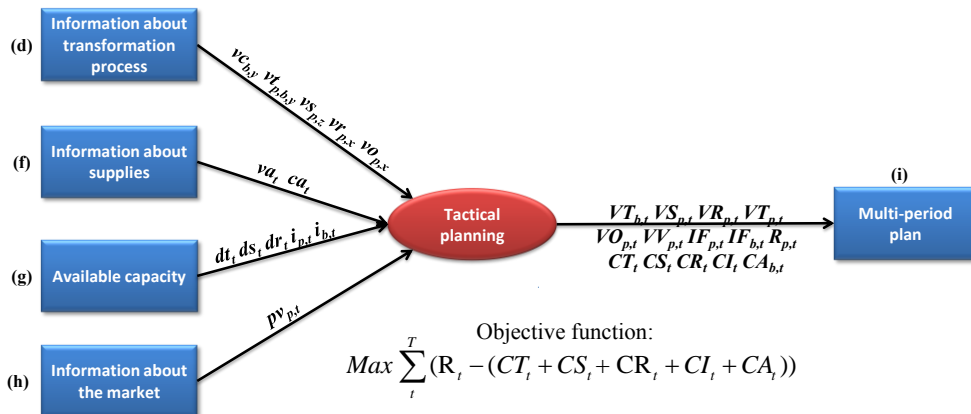 (d)
Information about
transformation
process
vc_{b,y} vt_{p,b,y} vs_{p,z} vr_{p,x} vo_{p,x}
(f)
Information about
supplies
va_t ca_t
(g)
Available capacity
dt_t ds_t dr_t i_{p,t} i_{b,t}
(h)
Information about
the market
pv_{p,t}
Tactical
planning
VT_{b,t} VS_{p,t} VR_{p,t} VT_{p,t}
VO_{p,t} VV_{p,t} IF_{p,t} IF_{b,t} R_{p,t}
CT_t CS_t CR_t CI_t CA_{b,t}
(i)
Multi-period
plan
Objective function:
Max \sum_{t}^{T} (R_t - (CT_t + CS_t + CR_t + CI_t + CA_t))